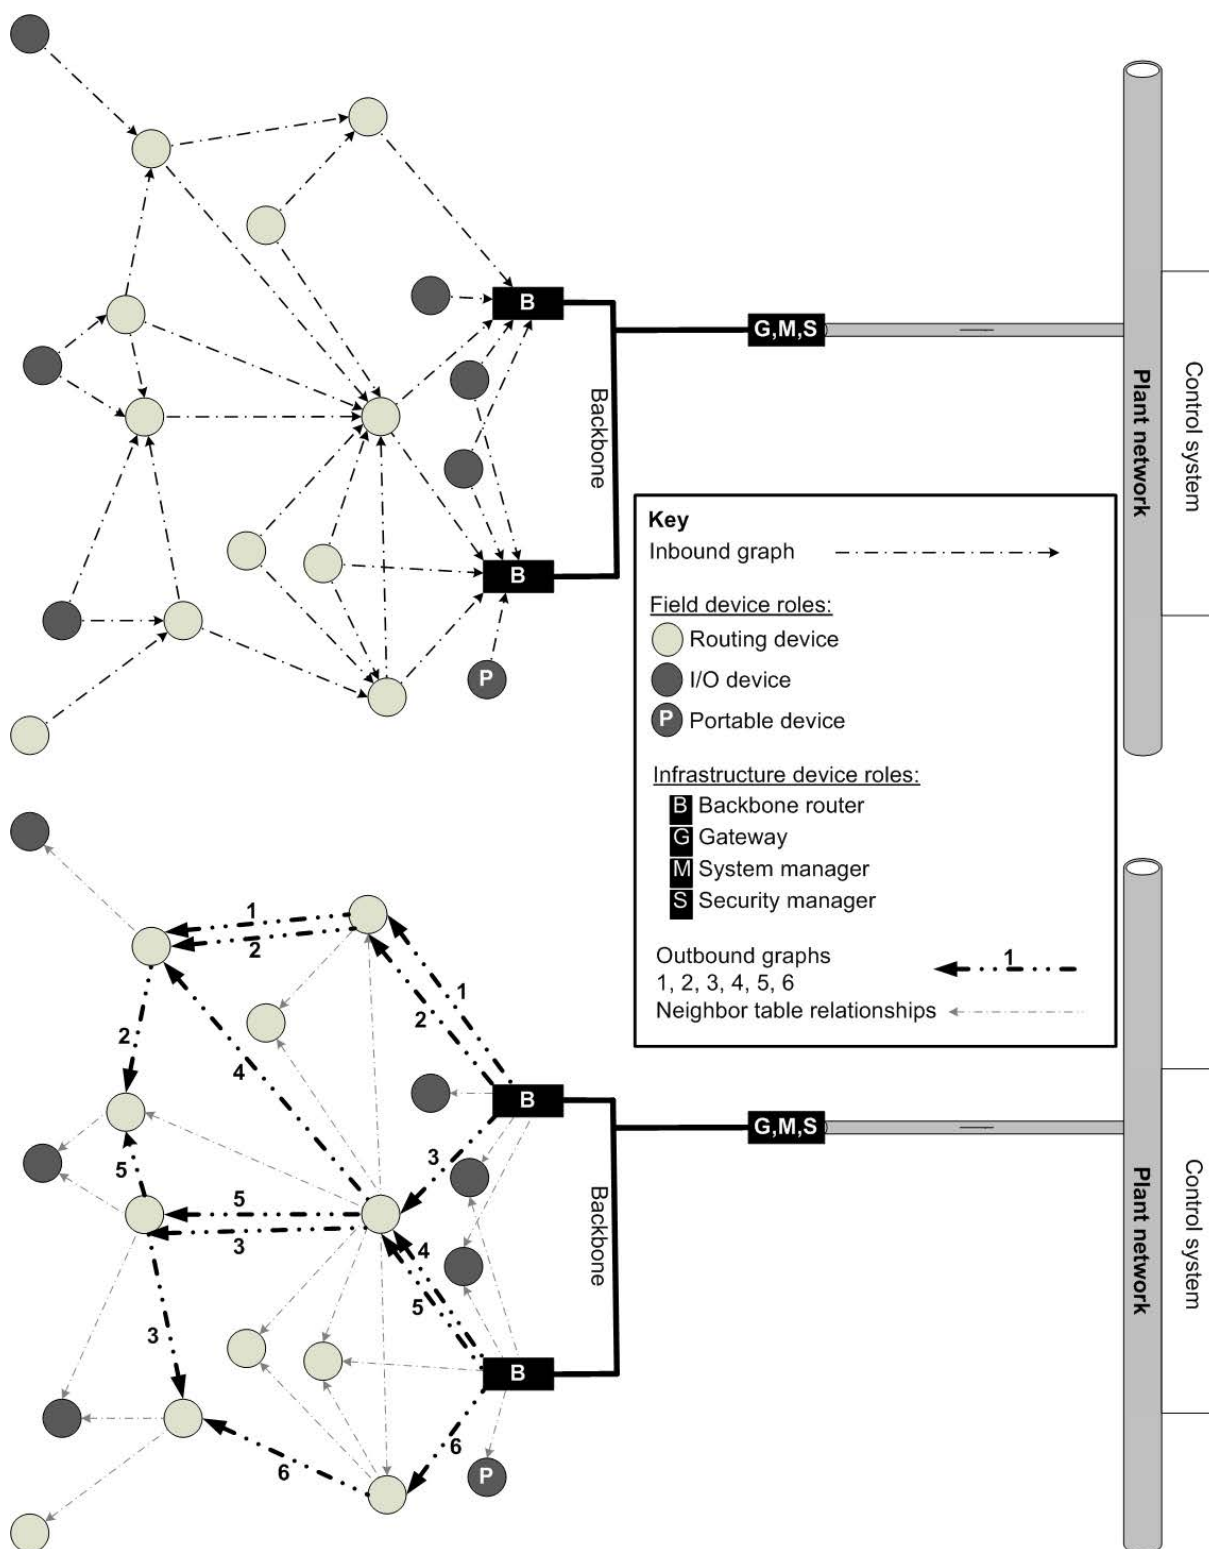 B
G,M,S
Backbone
Plant network
Control system
B
P
Key
Inbound graph
Field device roles:
Routing device
I/O device
P Portable device
Infrastructure device roles:
B Backbone router
G Gateway
M System manager
S Security manager
Outbound graphs 1
1, 2, 3, 4, 5, 6
Neighbor table relationships
1
2
1
2
2
4
B
G,M,S
3
5
5
3
4
5
Backbone
Plant network
Control system
3
B
6
6
P